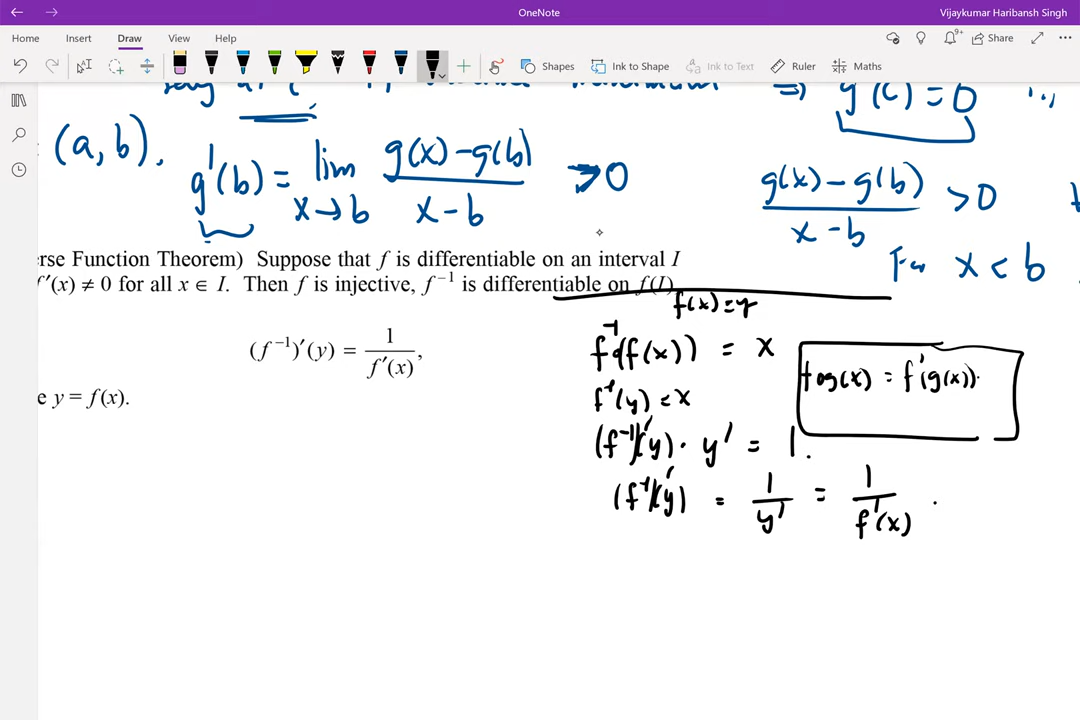 OneNote
Vijaykumar Haribansh Singh
Home Insert Draw View Help
Share
Shapes Ink to Shape Ink to Text Ruler Maths
9+
⇒ g'(c) = 0
(a, b), g'(b) = lim x→b g(x) - g(b) / x - b > 0
g(x) - g(b) / x - b > 0
For x < b
rse Function Theorem) Suppose that f is differentiable on an interval I
f′(x) ≠ 0 for all x ∈ I. Then f is injective, f⁻¹ is differentiable on f(I)
(f⁻¹)′(y) = 1 / f′(x),
e y = f(x).
f(x) = y
f⁻¹(f(x)) = x
fog(x) = f'(g(x)).
f⁻¹(y) = x
(f⁻¹)'(y) · y' = 1.
(f⁻¹)'(y) = 1 / y' = 1 / f'(x) .